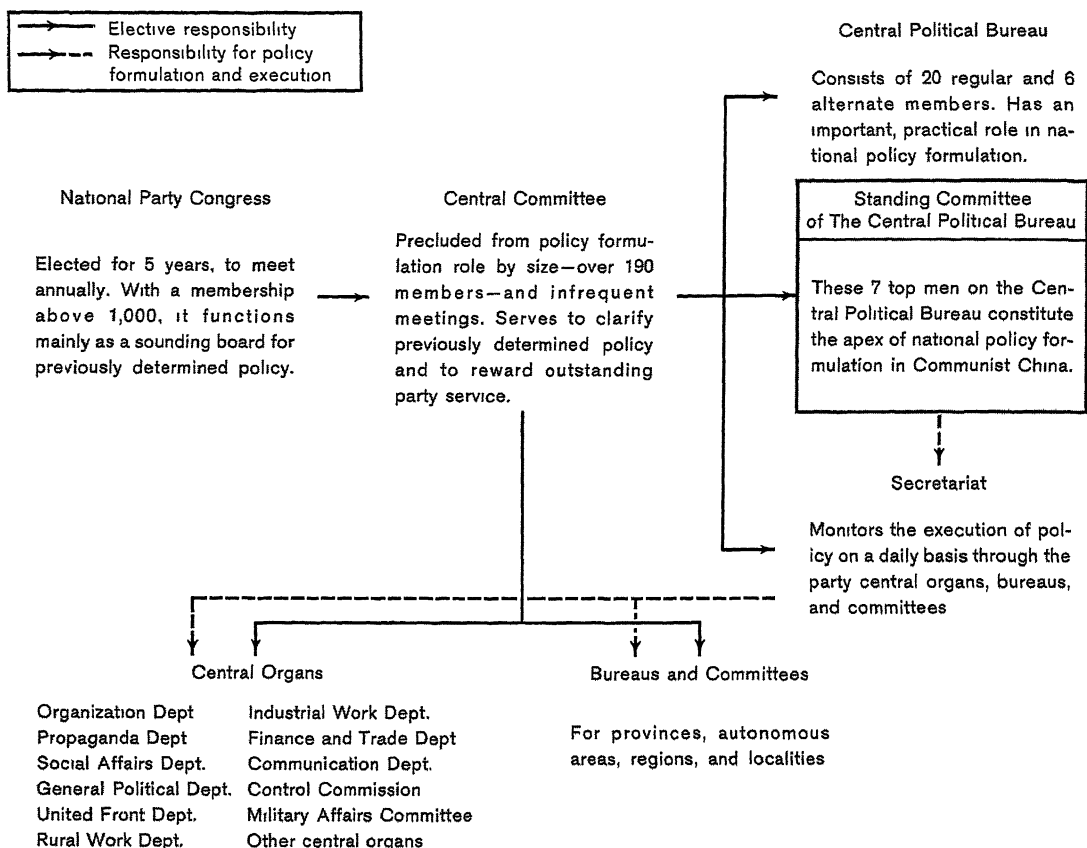 Elective responsibility
Responsibility for policy
formulation and execution
National Party Congress
Elected for 5 years, to meet
annually. With a membership
above 1,000, it functions
mainly as a sounding board for
previously determined policy.
Central Committee
Precluded from policy formu-
lation role by size—over 190
members—and infrequent
meetings. Serves to clarify
previously determined policy
and to reward outstanding
party service.
Central Political Bureau
Consists of 20 regular and 6
alternate members. Has an
important, practical role in na-
tional policy formulation.
Standing Committee
of The Central Political Bureau
These 7 top men on the Cen-
tral Political Bureau constitute
the apex of national policy for-
mulation in Communist China.
Secretariat
Monitors the execution of pol-
icy on a daily basis through the
party central organs, bureaus,
and committees
Central Organs
Organization Dept
Propaganda Dept
Social Affairs Dept.
General Political Dept.
United Front Dept.
Rural Work Dept.
Industrial Work Dept.
Finance and Trade Dept
Communication Dept.
Control Commission
Military Affairs Committee
Other central organs
Bureaus and Committees
For provinces, autonomous
areas, regions, and localities